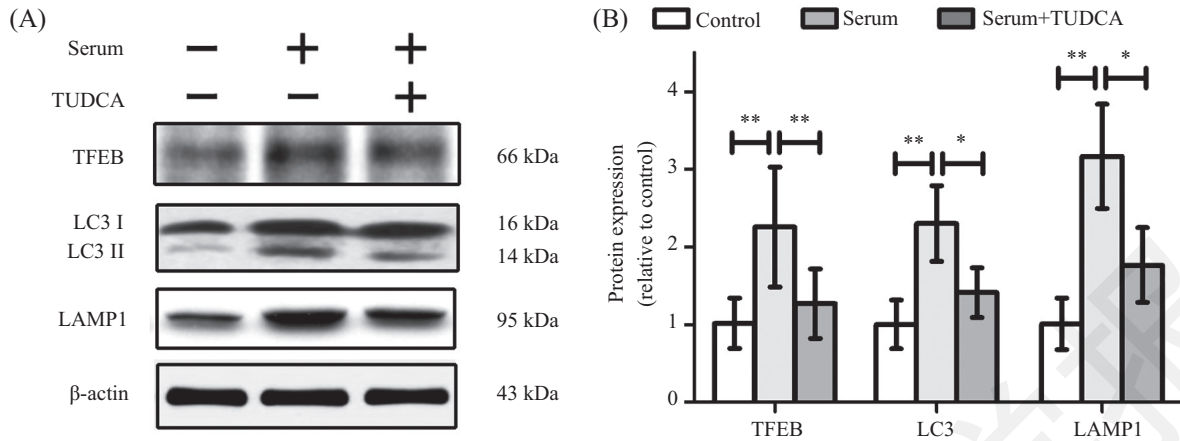 (A)
Serum − + +
TUDCA − − +
TFEB 66 kDa
LC3 I 16 kDa
LC3 II 14 kDa
LAMP1 95 kDa
β-actin 43 kDa
(B)
Control Serum Serum+TUDCA
** *
** **
** *
Protein expression
(relative to control)
4
3
2
1
0
TFEB LC3 LAMP1